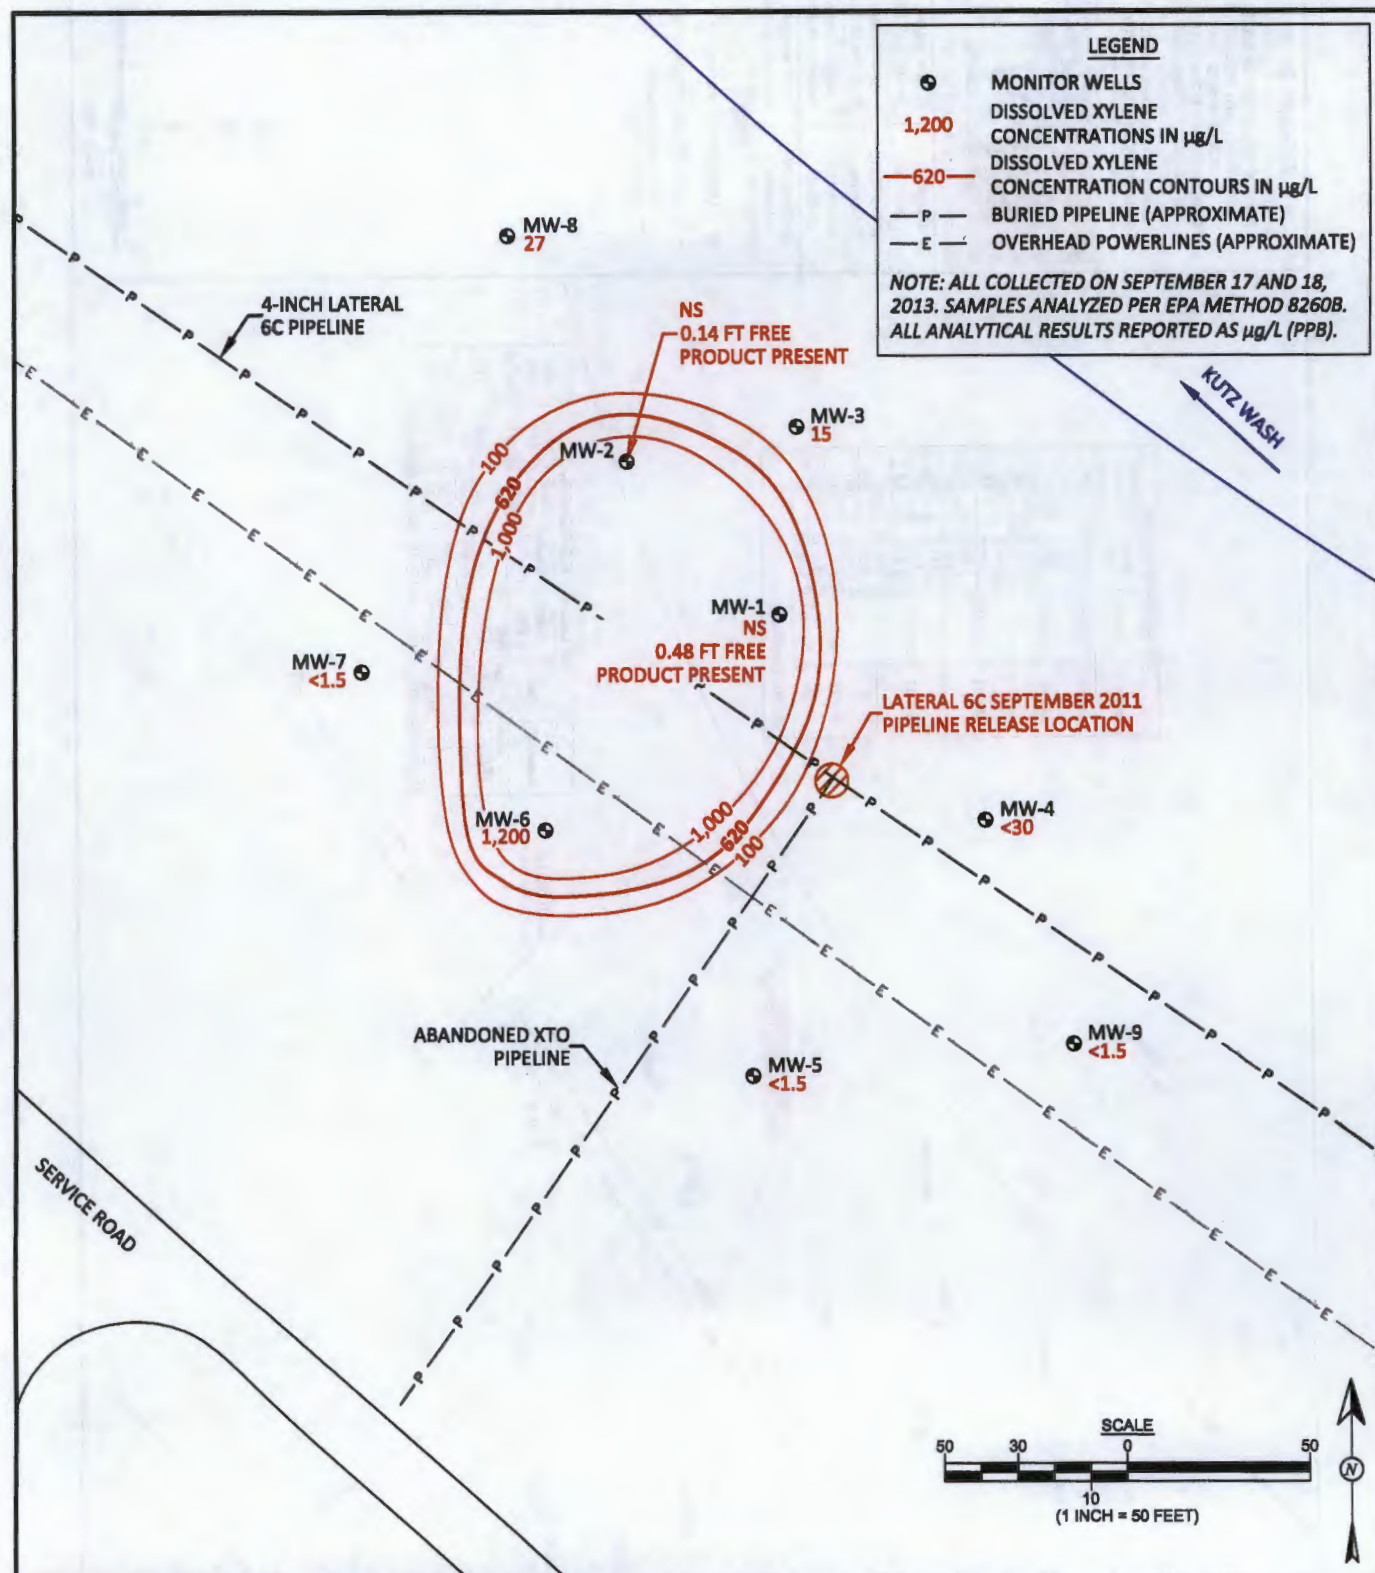 LEGEND
MONITOR WELLS
1,200
DISSOLVED XYLENE
CONCENTRATIONS IN µg/L
620
DISSOLVED XYLENE
CONCENTRATION CONTOURS IN µg/L
P
BURIED PIPELINE (APPROXIMATE)
E
OVERHEAD POWERLINES (APPROXIMATE)
NOTE: ALL COLLECTED ON SEPTEMBER 17 AND 18,
2013. SAMPLES ANALYZED PER EPA METHOD 8260B.
ALL ANALYTICAL RESULTS REPORTED AS µg/L (PPB).
MW-8
27
4-INCH LATERAL
6C PIPELINE
NS
0.14 FT FREE
PRODUCT PRESENT
KUTZ WASH
MW-3
15
MW-2
100
620
1,000
MW-1
NS
0.48 FT FREE
PRODUCT PRESENT
MW-7
<1.5
LATERAL 6C SEPTEMBER 2011
PIPELINE RELEASE LOCATION
MW-6
1,200
1,000
620
100
MW-4
<30
ABANDONED XTO
PIPELINE
MW-5
<1.5
MW-9
<1.5
SERVICE ROAD
SCALE
50 30 0 50
10
(1 INCH = 50 FEET)
N